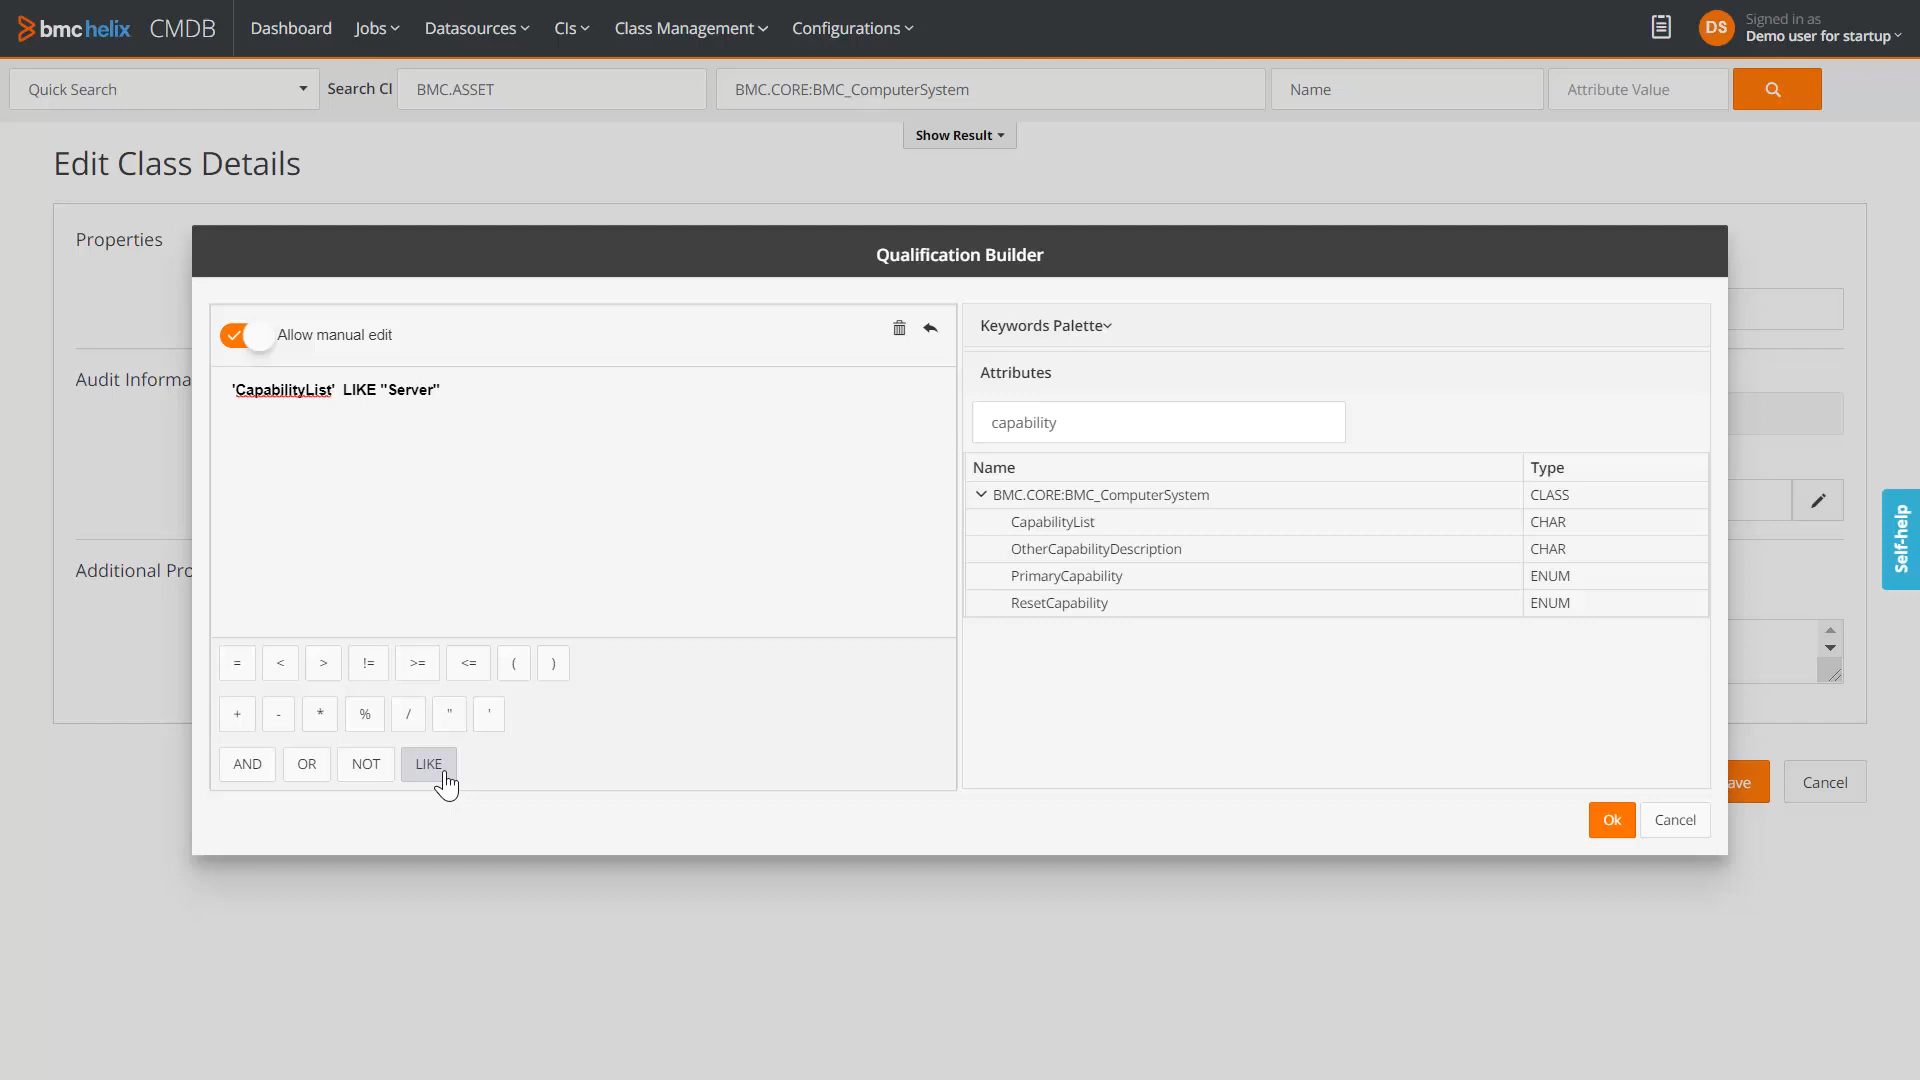 bmc helix CMDB Dashboard Jobs Datasources CIs Class Management Configurations
DS Signed in as
Demo user for startup
Quick Search Search CI BMC.ASSET BMC.CORE:BMC_ComputerSystem Name Attribute Value
Show Result
Edit Class Details
Properties
Audit Informa
Additional Pro
Qualification Builder
Allow manual edit
'CapabilityList' LIKE "Server"
= < > != >= <= ( )
+ - * % / " '
AND OR NOT LIKE
Keywords Palette
Attributes
capability
Name Type
BMC.CORE:BMC_ComputerSystem CLASS
CapabilityList CHAR
OtherCapabilityDescription CHAR
PrimaryCapability ENUM
ResetCapability ENUM
Ok Cancel
ave Cancel
Self-help